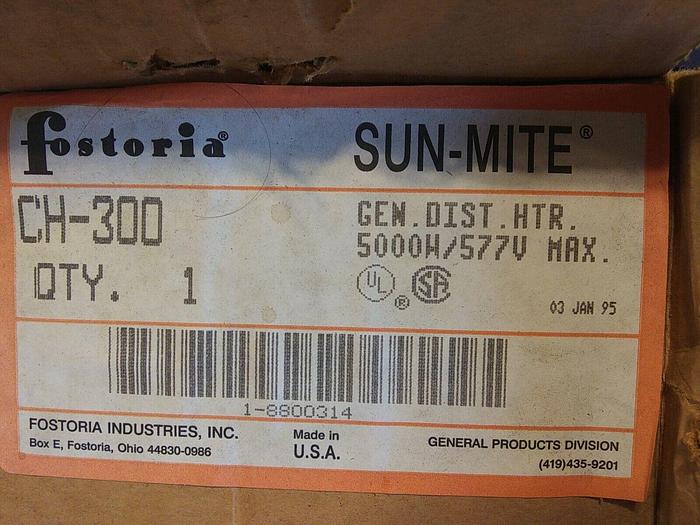 fostoria®
SUN-MITE®
CH-300
GEN.DIST.HTR.
5000W/577V MAX.
QTY. 1
UL ® SA
03 JAN 95
1-8800314
FOSTORIA INDUSTRIES, INC.
Box E, Fostoria, Ohio 44830-0986
Made in
U.S.A.
GENERAL PRODUCTS DIVISION
(419)435-9201